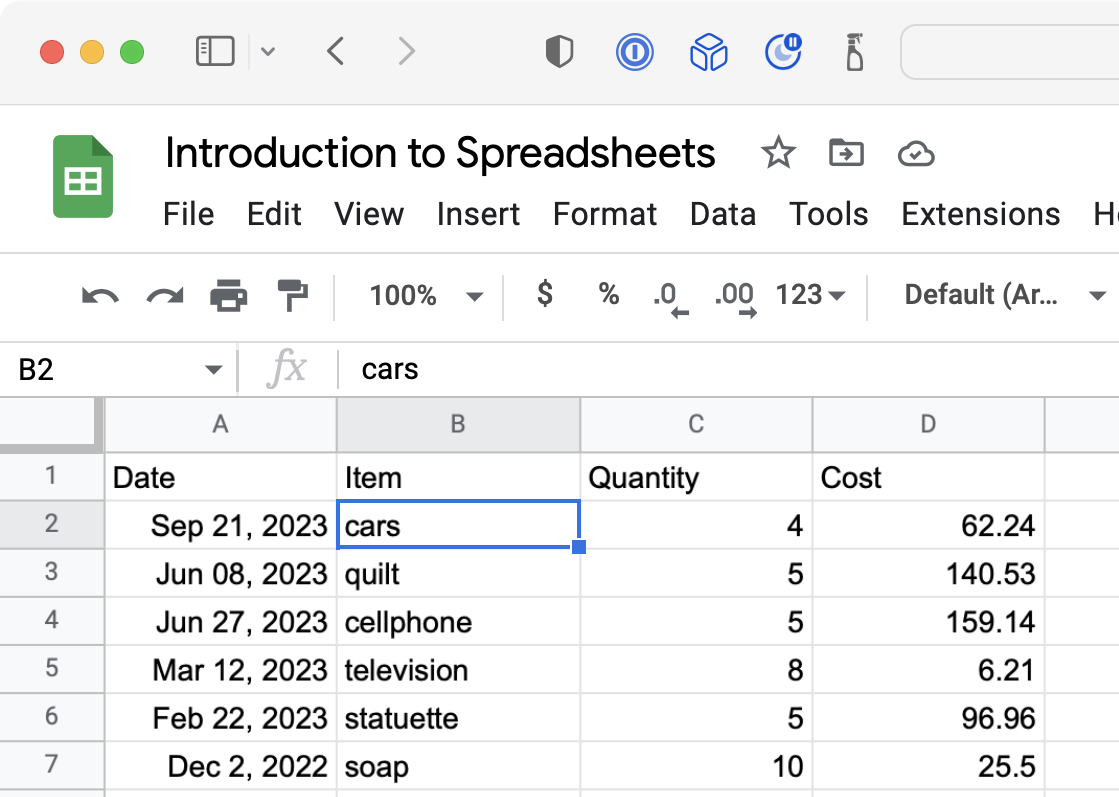 Introduction to Spreadsheets
File Edit View Insert Format Data Tools Extensions
100% $ % .0 .00 123 Default (Ar...
B2 fx cars
A B C D
1 Date Item Quantity Cost
2 Sep 21, 2023 cars 4 62.24
3 Jun 08, 2023 quilt 5 140.53
4 Jun 27, 2023 cellphone 5 159.14
5 Mar 12, 2023 television 8 6.21
6 Feb 22, 2023 statuette 5 96.96
7 Dec 2, 2022 soap 10 25.5